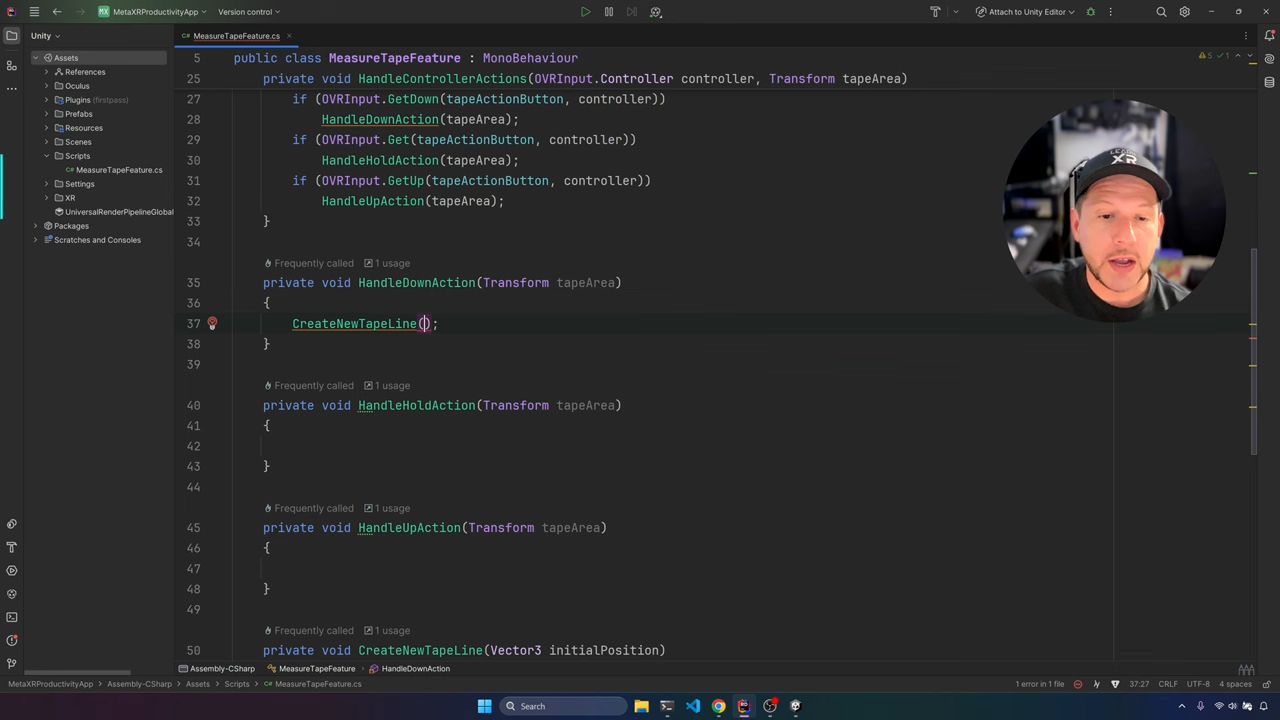 MX MetaXRProductivityApp Version control Attach to Unity Editor
Unity
MeasureTapeFeature.cs
Assets
References
Oculus
Plugins (firstpass)
Prefabs
Resources
Scenes
Scripts
MeasureTapeFeature.cs
Settings
XR
UniversalRenderPipelineGlobal
Packages
Scratches and Consoles
5 public class MeasureTapeFeature : MonoBehaviour
5 1
25 private void HandleControllerActions(OVRInput.Controller controller, Transform tapeArea)
27 if (OVRInput.GetDown(tapeActionButton, controller))
28 HandleDownAction(tapeArea);
29 if (OVRInput.Get(tapeActionButton, controller))
30 HandleHoldAction(tapeArea);
31 if (OVRInput.GetUp(tapeActionButton, controller))
32 HandleUpAction(tapeArea);
33 }
34
Frequently called 1 usage
35 private void HandleDownAction(Transform tapeArea)
36 {
37 CreateNewTapeLine();
38 }
39
Frequently called 1 usage
40 private void HandleHoldAction(Transform tapeArea)
41 {
42
43 }
44
Frequently called 1 usage
45 private void HandleUpAction(Transform tapeArea)
46 {
47
48 }
49
Frequently called 1 usage
50 private void CreateNewTapeLine(Vector3 initialPosition)
LEARN
XR
Assembly-CSharp MeasureTapeFeature HandleDownAction
MetaXRProductivityApp Assembly-CSharp Assets Scripts MeasureTapeFeature.cs 1 error in 1 file 37:27 CRLF UTF-8 4 spaces
Search